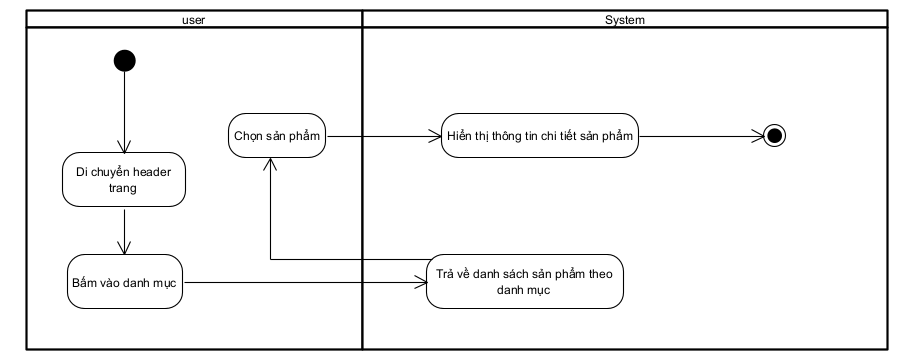 user
System
Chọn sản phẩm
Hiển thị thông tin chi tiết sản phẩm
Di chuyển header
trang
Bấm vào danh mục
Trả về danh sách sản phẩm theo
danh mục